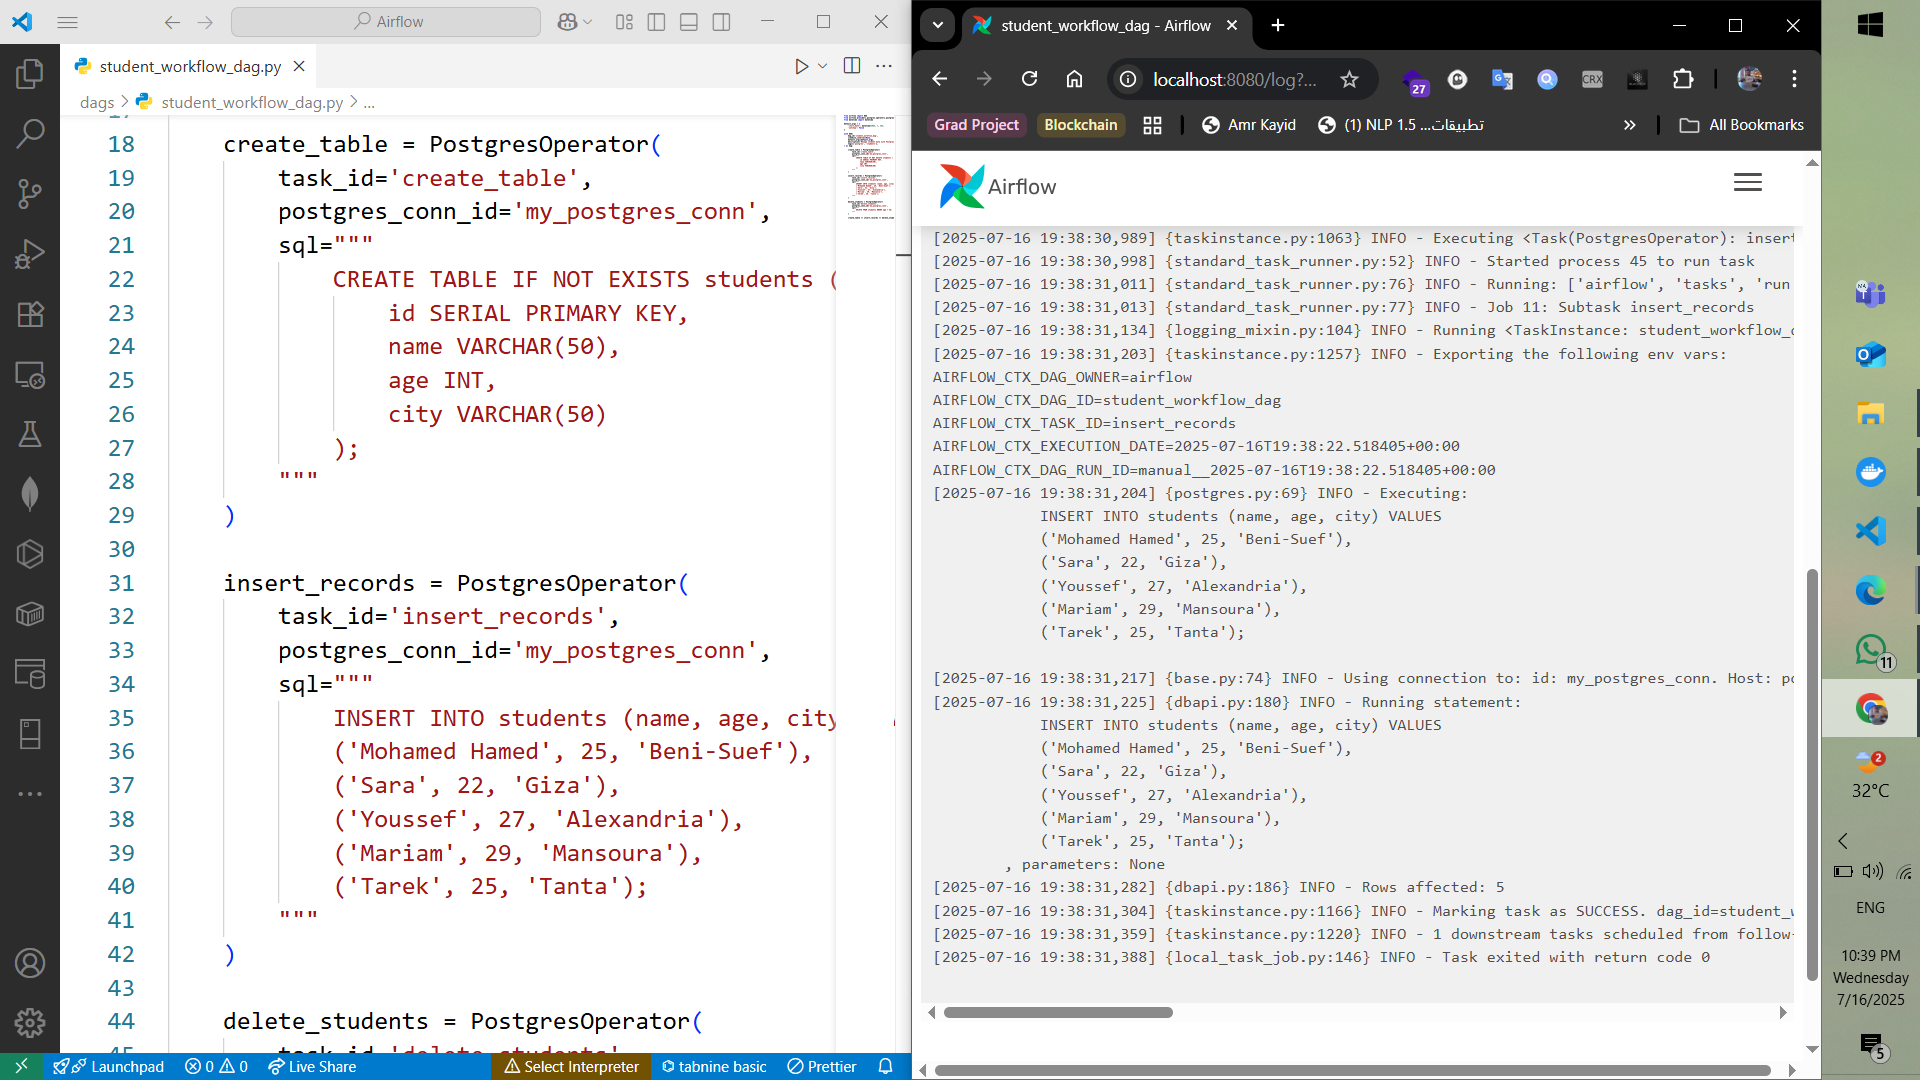 Airflow
student_workflow_dag.py
dags > student_workflow_dag.py > ...
18 create_table = PostgresOperator(
19 task_id='create_table',
20 postgres_conn_id='my_postgres_conn',
21 sql="""
22 CREATE TABLE IF NOT EXISTS students (
23 id SERIAL PRIMARY KEY,
24 name VARCHAR(50),
25 age INT,
26 city VARCHAR(50)
27 );
28 """
29 )
30
31 insert_records = PostgresOperator(
32 task_id='insert_records',
33 postgres_conn_id='my_postgres_conn',
34 sql="""
35 INSERT INTO students (name, age, city
36 ('Mohamed Hamed', 25, 'Beni-Suef'),
37 ('Sara', 22, 'Giza'),
38 ('Youssef', 27, 'Alexandria'),
39 ('Mariam', 29, 'Mansoura'),
40 ('Tarek', 25, 'Tanta');
41 """
42 )
43
44 delete_students = PostgresOperator(
Launchpad 0 0 Live Share Select Interpreter tabnine basic Prettier
student_workflow_dag - Airflow
localhost:8080/log?...
27
CRX
Grad Project Blockchain Amr Kayid (1) NLP 1.5 ...تطبيقات » All Bookmarks
Airflow
[2025-07-16 19:38:30,989] {taskinstance.py:1063} INFO - Executing <Task(PostgresOperator): insert
[2025-07-16 19:38:30,998] {standard_task_runner.py:52} INFO - Started process 45 to run task
[2025-07-16 19:38:31,011] {standard_task_runner.py:76} INFO - Running: ['airflow', 'tasks', 'run
[2025-07-16 19:38:31,013] {standard_task_runner.py:77} INFO - Job 11: Subtask insert_records
[2025-07-16 19:38:31,134] {logging_mixin.py:104} INFO - Running <TaskInstance: student_workflow_
[2025-07-16 19:38:31,203] {taskinstance.py:1257} INFO - Exporting the following env vars:
AIRFLOW_CTX_DAG_OWNER=airflow
AIRFLOW_CTX_DAG_ID=student_workflow_dag
AIRFLOW_CTX_TASK_ID=insert_records
AIRFLOW_CTX_EXECUTION_DATE=2025-07-16T19:38:22.518405+00:00
AIRFLOW_CTX_DAG_RUN_ID=manual__2025-07-16T19:38:22.518405+00:00
[2025-07-16 19:38:31,204] {postgres.py:69} INFO - Executing:
INSERT INTO students (name, age, city) VALUES
('Mohamed Hamed', 25, 'Beni-Suef'),
('Sara', 22, 'Giza'),
('Youssef', 27, 'Alexandria'),
('Mariam', 29, 'Mansoura'),
('Tarek', 25, 'Tanta');
[2025-07-16 19:38:31,217] {base.py:74} INFO - Using connection to: id: my_postgres_conn. Host: po
[2025-07-16 19:38:31,225] {dbapi.py:180} INFO - Running statement:
INSERT INTO students (name, age, city) VALUES
('Mohamed Hamed', 25, 'Beni-Suef'),
('Sara', 22, 'Giza'),
('Youssef', 27, 'Alexandria'),
('Mariam', 29, 'Mansoura'),
('Tarek', 25, 'Tanta');
, parameters: None
[2025-07-16 19:38:31,282] {dbapi.py:186} INFO - Rows affected: 5
[2025-07-16 19:38:31,304] {taskinstance.py:1166} INFO - Marking task as SUCCESS. dag_id=student_
[2025-07-16 19:38:31,359] {taskinstance.py:1220} INFO - 1 downstream tasks scheduled from follow-
[2025-07-16 19:38:31,388] {local_task_job.py:146} INFO - Task exited with return code 0
11
2
32°C
ENG
10:39 PM
Wednesday
7/16/2025
5